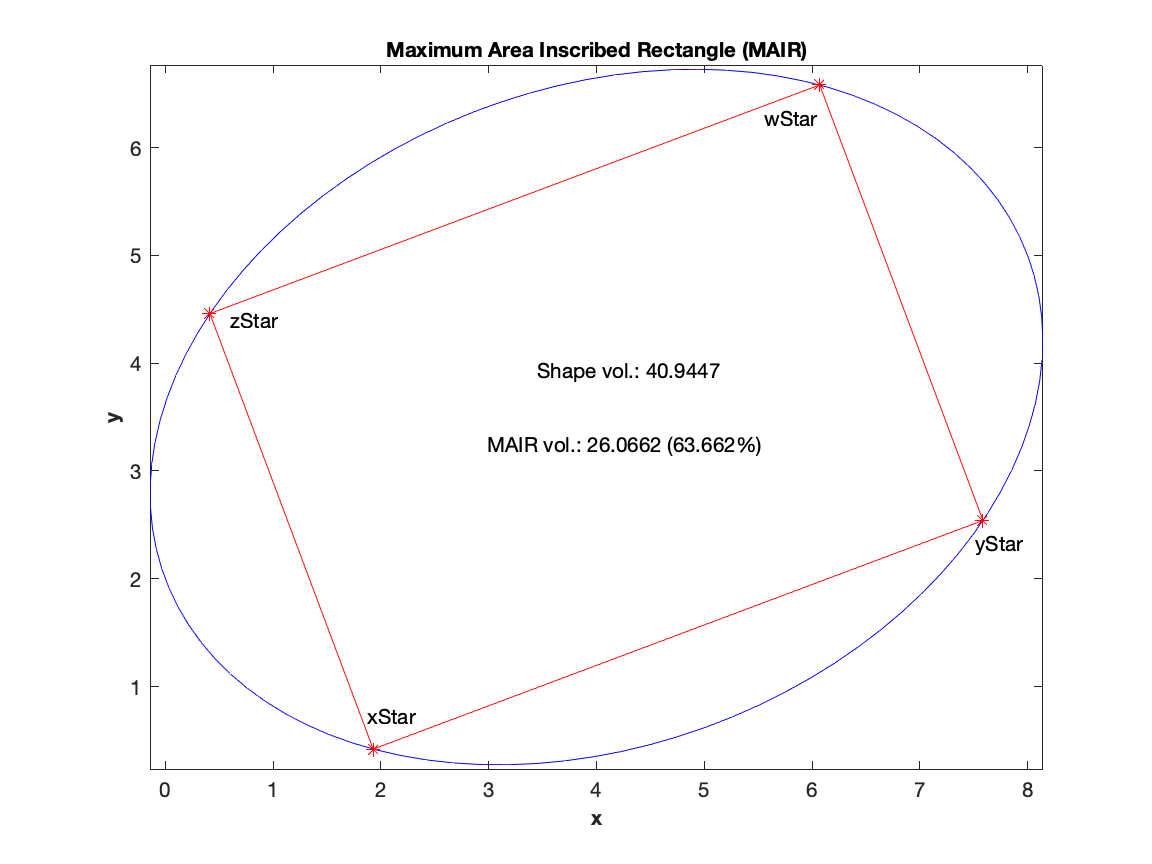 Maximum Area Inscribed Rectangle (MAIR)
wStar
6
5
zStar
4
Shape vol.: 40.9447
y
MAIR vol.: 26.0662 (63.662%)
3
yStar
2
xStar
1
0 1 2 3 4 5 6 7 8
x